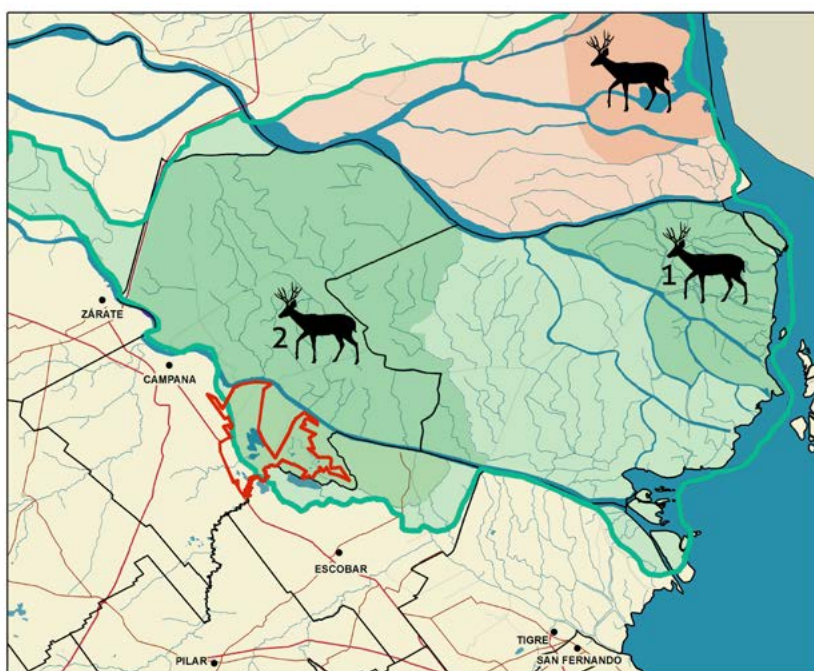 1
2
ZÁRATE
CAMPANA
ESCOBAR
TIGRE
SAN FERNANDO
PILAR